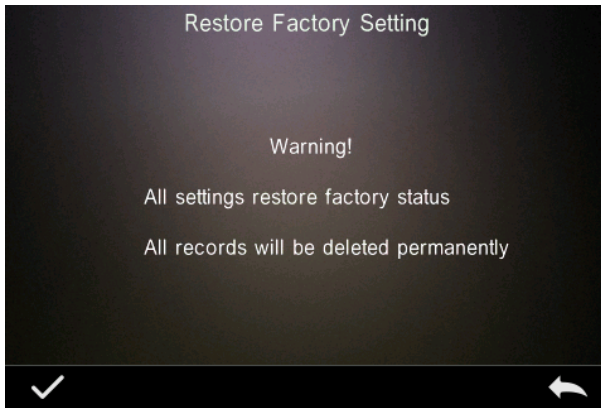 Restore Factory Setting
Warning!
All settings restore factory status
All records will be deleted permanently